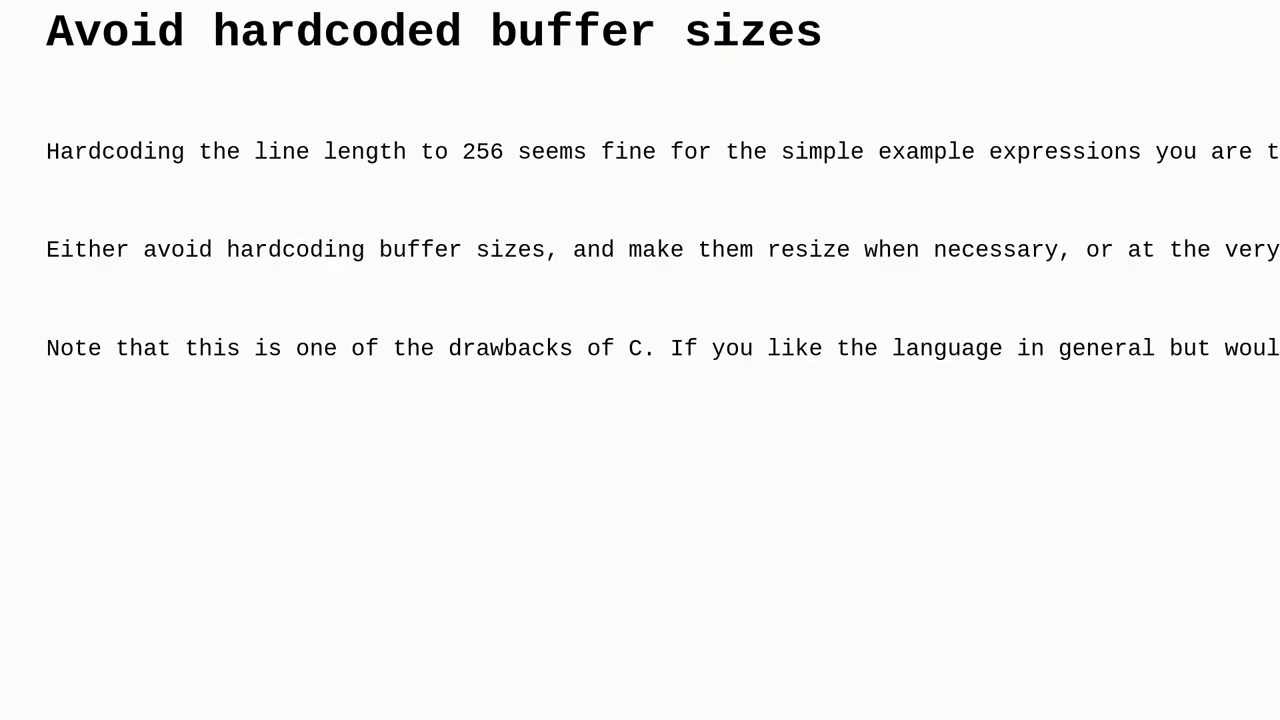 Avoid hardcoded buffer sizes
Hardcoding the line length to 256 seems fine for the simple example expressions you are t
Either avoid hardcoding buffer sizes, and make them resize when necessary, or at the very
Note that this is one of the drawbacks of C. If you like the language in general but woul